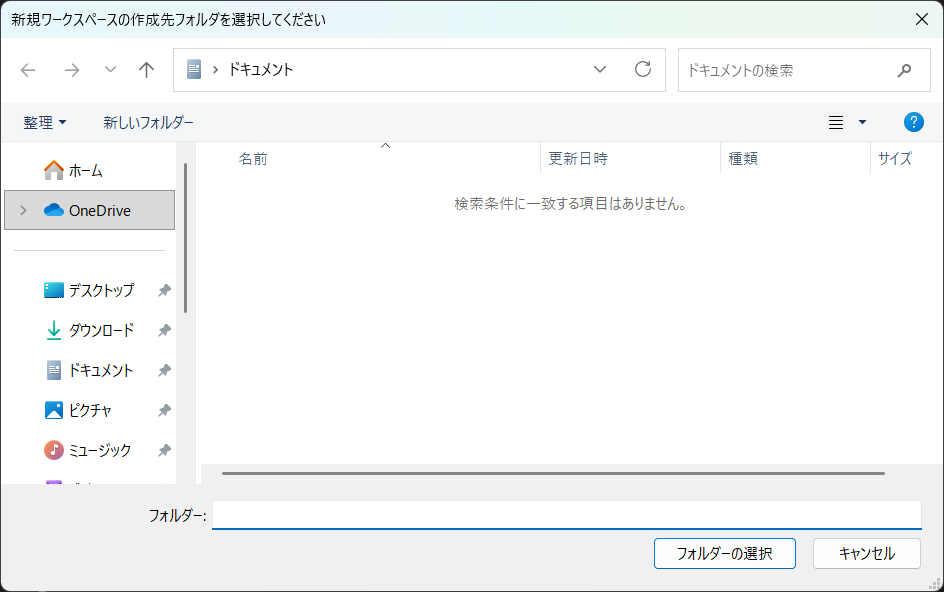 新規ワークスペースの作成先フォルダを選択してください
ドキュメント
ドキュメントの検索
整理
新しいフォルダー
?
ホーム
OneDrive
デスクトップ
ダウンロード
ドキュメント
ピクチャ
ミュージック
名前
更新日時
種類
サイズ
検索条件に一致する項目はありません。
フォルダー:
フォルダーの選択
キャンセル